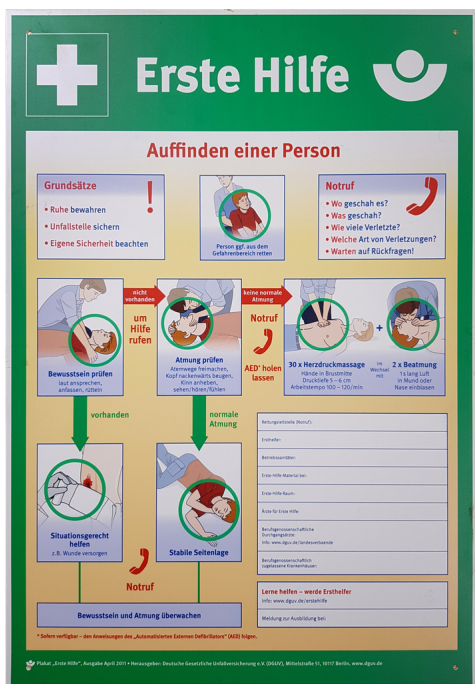 Erste Hilfe
Auffinden einer Person
Grundsätze
• Ruhe bewahren
• Unfallstelle sichern
• Eigene Sicherheit beachten
!
Person ggf. aus dem
Gefahrenbereich retten
Notruf
• Wo geschah es?
• Was geschah?
• Wie viele Verletzte?
• Welche Art von Verletzungen?
• Warten auf Rückfragen!
Bewusstsein prüfen
laut ansprechen,
anfassen, rütteln
nicht
vorhanden
um
Hilfe
rufen
Atmung prüfen
Atemwege freimachen,
Kopf nackenwärts beugen,
Kinn anheben,
sehen/hören/fühlen
keine normale
Atmung
Notruf
AED* holen
lassen
30 x Herzdruckmassage
Hände in Brustmitte
Drucktiefe 5 – 6 cm
Arbeitstempo 100 – 120/min
+
im
Wechsel
mit
2 x Beatmung
1 s lang Luft
in Mund oder
Nase einblasen
vorhanden
normale
Atmung
Situationsgerecht
helfen
z.B. Wunde versorgen
Stabile Seitenlage
Notruf
Bewusstsein und Atmung überwachen
Rettungsleitstelle (Notruf):
Ersthelfer:
Betriebssanitäter:
Erste-Hilfe-Material bei:
Erste-Hilfe-Raum:
Ärzte für Erste Hilfe:
Berufsgenossenschaftliche
Durchgangsärzte
Info: www.dguv.de/landesverbaende
Berufsgenossenschaftlich
zugelassene Krankenhäuser:
Lerne helfen – werde Ersthelfer
Info: www.dguv.de/erstehilfe
Meldung zur Ausbildung bei:
* Sofern verfügbar – den Anweisungen des „Automatisierten Externen Defibrillators" (AED) folgen.
Plakat „Erste Hilfe", Ausgabe April 2011 • Herausgeber: Deutsche Gesetzliche Unfallversicherung e.V. (DGUV), Mittelstraße 51, 10117 Berlin, www.dguv.de